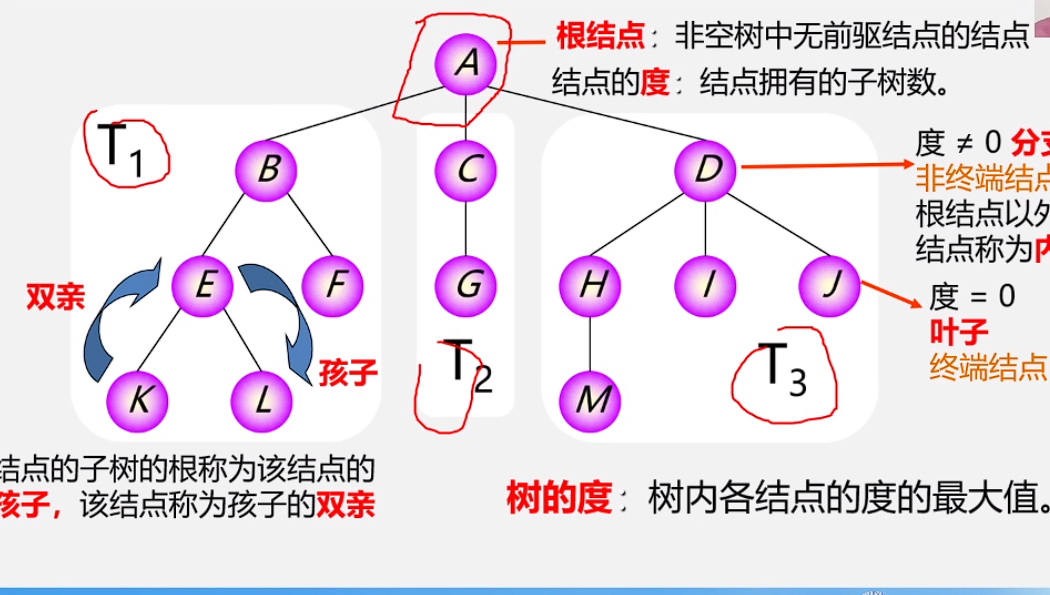 根结点：非空树中无前驱结点的结点
结点的度：结点拥有的子树数。
A
T1
B
C
D
度 ≠ 0 分支
非终端结点
根结点以外
结点称为内
双亲
E
F
G
H
I
J
度 = 0
叶子
终端结点
孩子
T2
T3
K
L
M
结点的子树的根称为该结点的
孩子，该结点称为孩子的双亲
树的度：树内各结点的度的最大值。